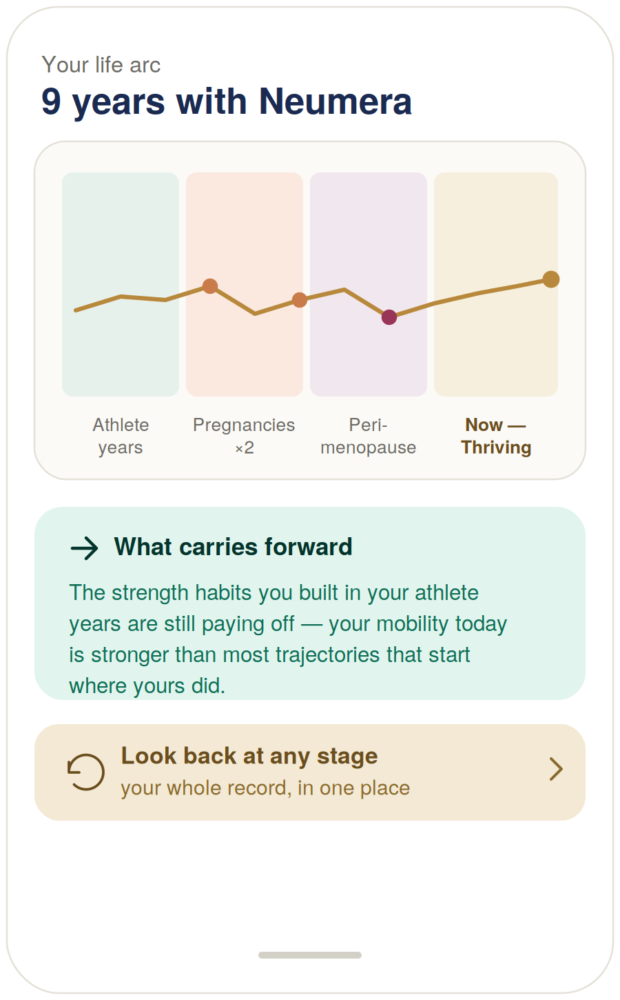 Your life arc
9 years with Neumera
Athlete
years
Pregnancies
×2
Peri-
menopause
Now —
Thriving
What carries forward
The strength habits you built in your athlete
years are still paying off — your mobility today
is stronger than most trajectories that start
where yours did.
Look back at any stage
your whole record, in one place